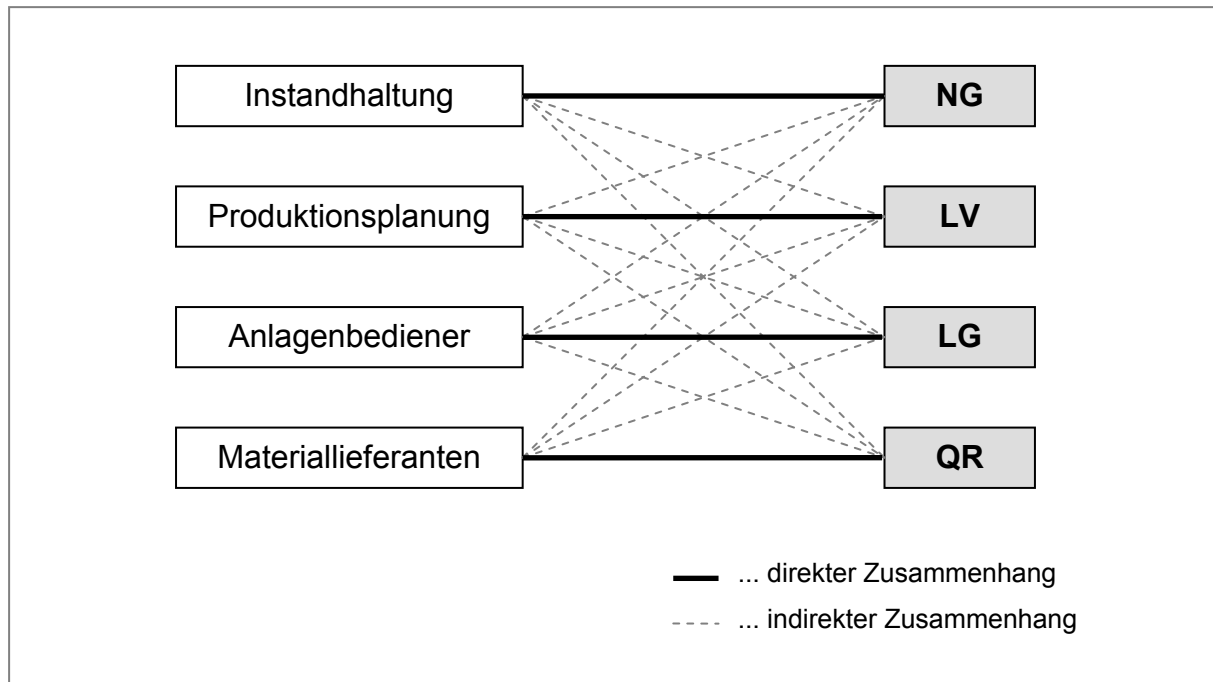 Instandhaltung
NG
Produktionsplanung
LV
Anlagenbediener
LG
Materiallieferanten
QR
... direkter Zusammenhang
... indirekter Zusammenhang